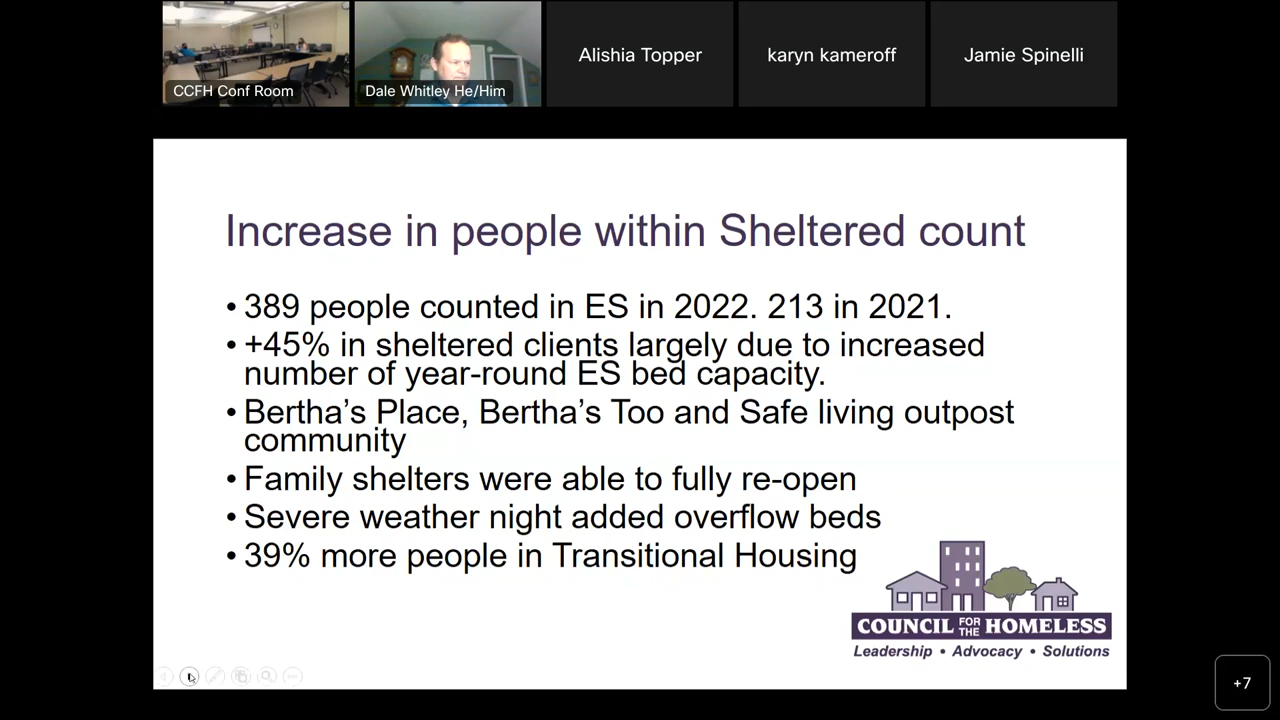 CCFH Conf Room
Dale Whitley He/Him
Alishia Topper
karyn kameroff
Jamie Spinelli
Increase in people within Sheltered count
• 389 people counted in ES in 2022. 213 in 2021.
• +45% in sheltered clients largely due to increased
number of year-round ES bed capacity.
• Bertha’s Place, Bertha’s Too and Safe living outpost
community
• Family shelters were able to fully re-open
• Severe weather night added overflow beds
• 39% more people in Transitional Housing
COUNCIL FOR THE HOMELESS
Leadership • Advocacy • Solutions
+7